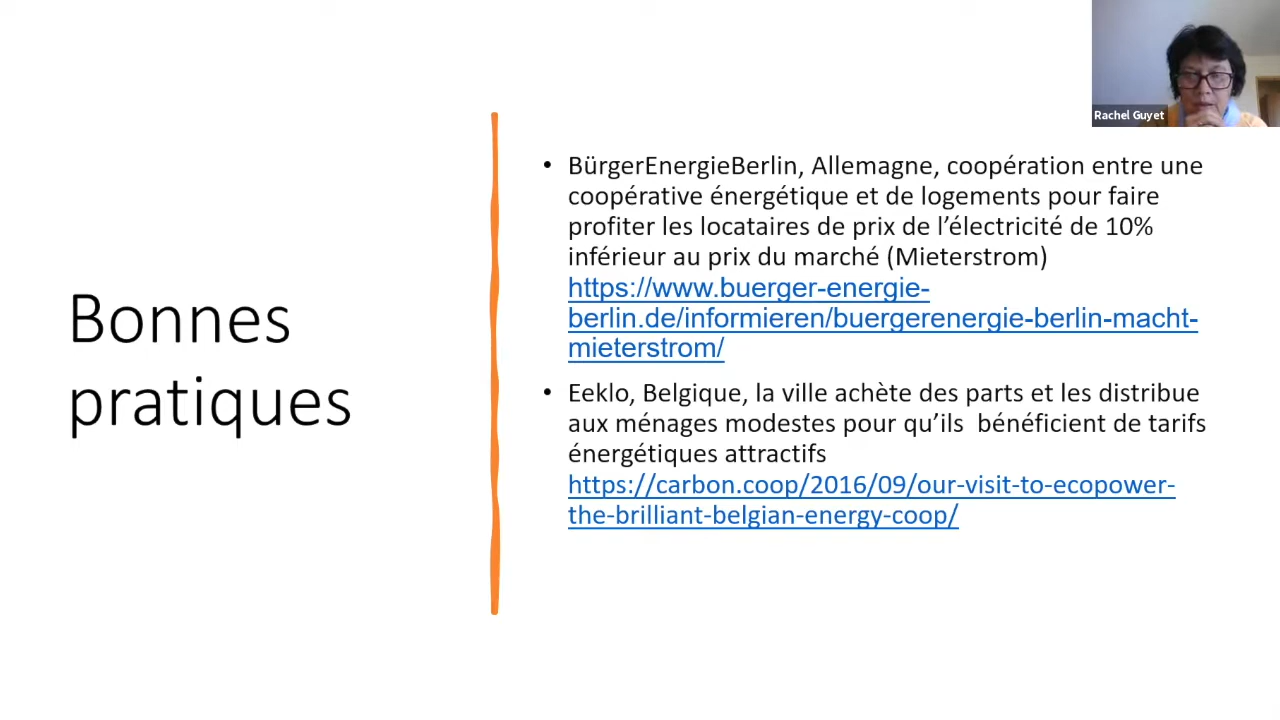 Rachel Guyet
Bonnes
pratiques
• BürgerEnergieBerlin, Allemagne, coopération entre une
coopérative énergétique et de logements pour faire
profiter les locataires de prix de l’électricité de 10%
inférieur au prix du marché (Mieterstrom)
https://www.buerger-energie-
berlin.de/informieren/buergerenergie-berlin-macht-
mieterstrom/
• Eeklo, Belgique, la ville achète des parts et les distribue
aux ménages modestes pour qu’ils  bénéficient de tarifs
énergétiques attractifs
https://carbon.coop/2016/09/our-visit-to-ecopower-
the-brilliant-belgian-energy-coop/